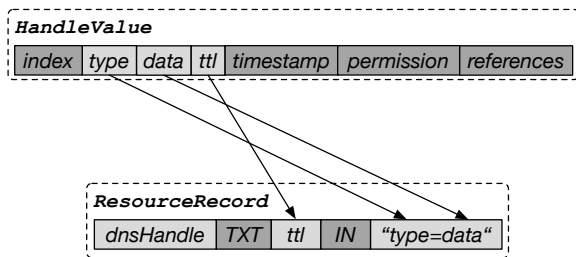 HandleValue
index type data ttl timestamp permission references
ResourceRecord
dnsHandle TXT ttl IN “type=data“